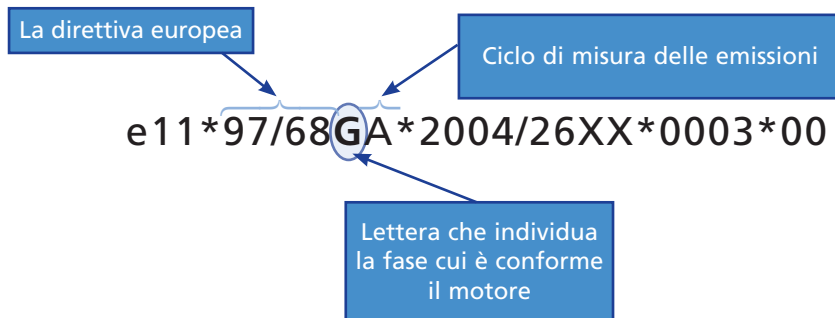 La direttiva europea
Ciclo di misura delle emissioni
e11*97/68GA*2004/26XX*0003*00
Lettera che individua
la fase cui è conforme
il motore